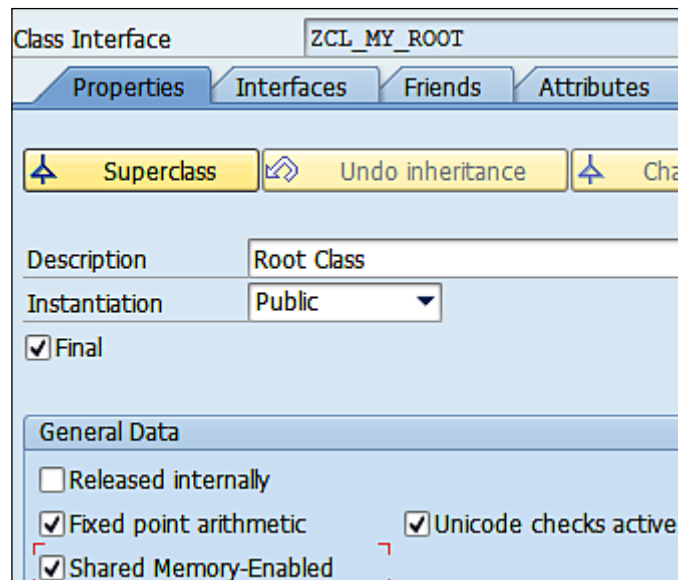 Class Interface ZCL_MY_ROOT
Properties Interfaces Friends Attributes
Superclass Undo inheritance Cha
Description Root Class
Instantiation Public
Final
General Data
Released internally
Fixed point arithmetic Unicode checks active
Shared Memory-Enabled